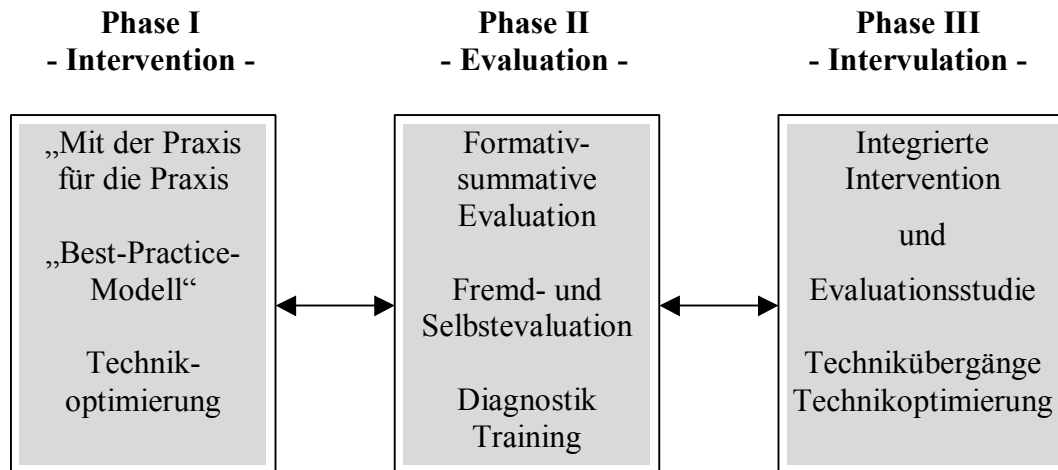 Phase I
- Intervention -
„Mit der Praxis
für die Praxis
„Best-Practice-
Modell“
Technik-
optimierung
Phase II
- Evaluation -
Formativ-
summative
Evaluation
Fremd- und
Selbstevaluation
Diagnostik
Training
Phase III
- Intervulation -
Integrierte
Intervention
und
Evaluationsstudie
Technikübergänge
Technikoptimierung